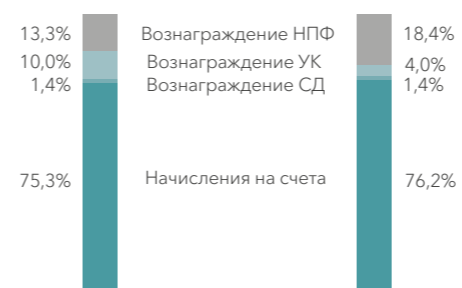 13,3% Вознаграждение НПФ 18,4%
10,0% Вознаграждение УК 4,0%
1,4% Вознаграждение СД 1,4%
75,3% Начисления на счета 76,2%